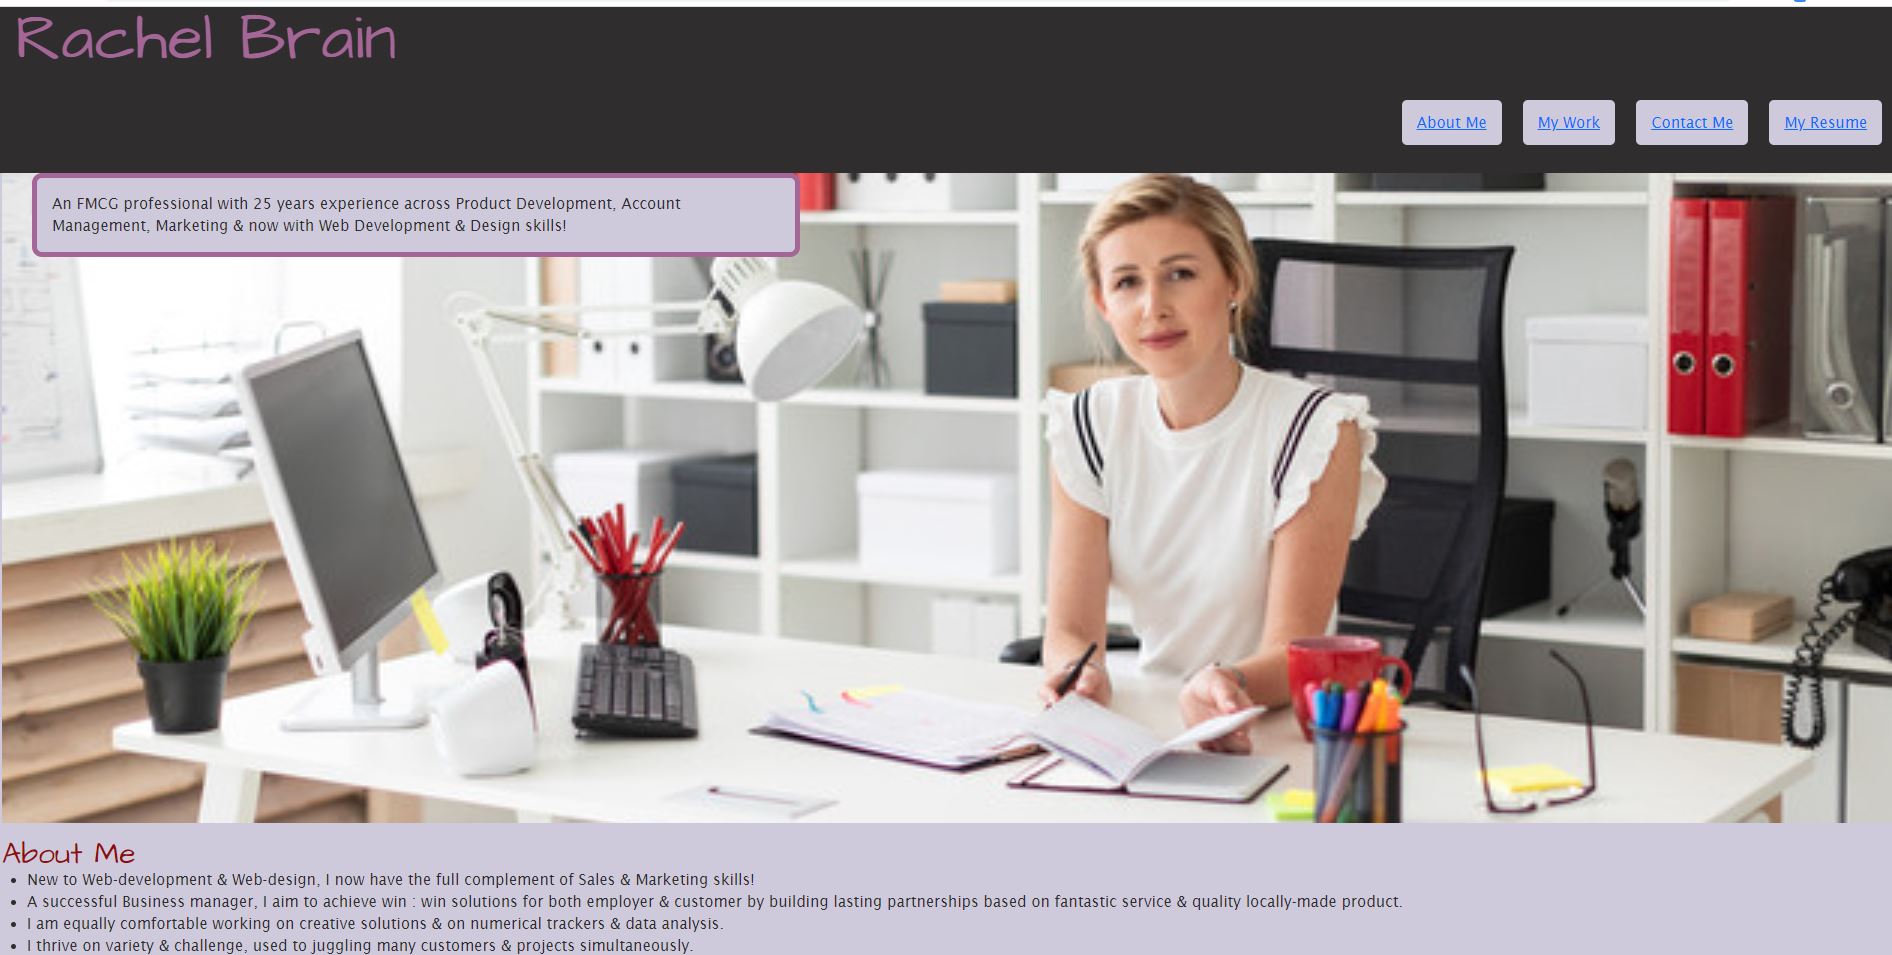 Rachel Brain
About Me
My Work
Contact Me
My Resume
An FMCG professional with 25 years experience across Product Development, Account
Management, Marketing & now with Web Development & Design skills!
About Me
New to Web-development & Web-design, I now have the full complement of Sales & Marketing skills!
A successful Business manager, I aim to achieve win : win solutions for both employer & customer by building lasting partnerships based on fantastic service & quality locally-made product.
I am equally comfortable working on creative solutions & on numerical trackers & data analysis.
I thrive on variety & challenge, used to juggling many customers & projects simultaneously.